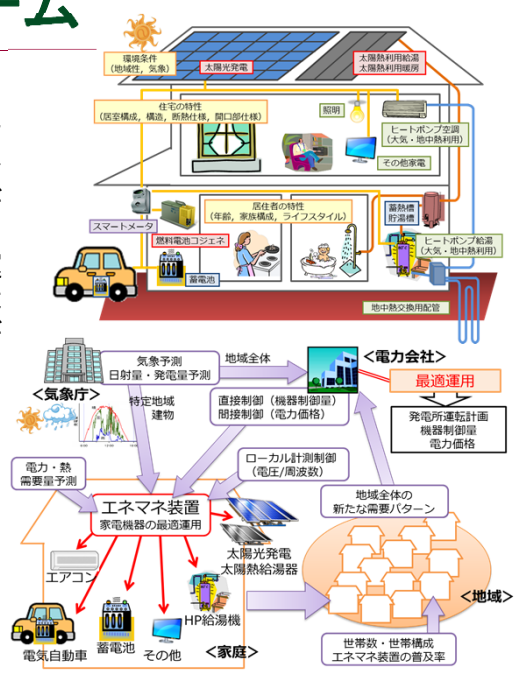 ーム
環境条件
(地域性,気象)
太陽光発電
太陽熱利用給湯
太陽熱利用暖房
住宅の特性
(居室構成,構造,断熱仕様,開口部仕様)
照明
ヒートポンプ空調
(大気・地中熱利用)
その他家電
居住者の特性
(年齢,家族構成,ライフスタイル)
蓄熱槽
貯湯槽
スマートメータ
燃料電池コジェネ
ヒートポンプ給湯
(大気・地中熱利用)
蓄電池
地中熱交換用配管
気象予測
日射量・発電量予測
地域全体
<電力会社>
最適運用
<気象庁>
特定地域
建物
直接制御(機器制御量)
間接制御(電力価格)
発電所運転計画
機器制御量
電力価格
電力・熱
需要量予測
ローカル計測制御
(電圧/周波数)
エネマネ装置
家電機器の最適運用
地域全体の
新たな需要パターン
太陽光発電
太陽熱給湯器
エアコン
HP給湯機
<地域>
電気自動車
蓄電池
その他
<家庭>
世帯数・世帯構成
エネマネ装置の普及率